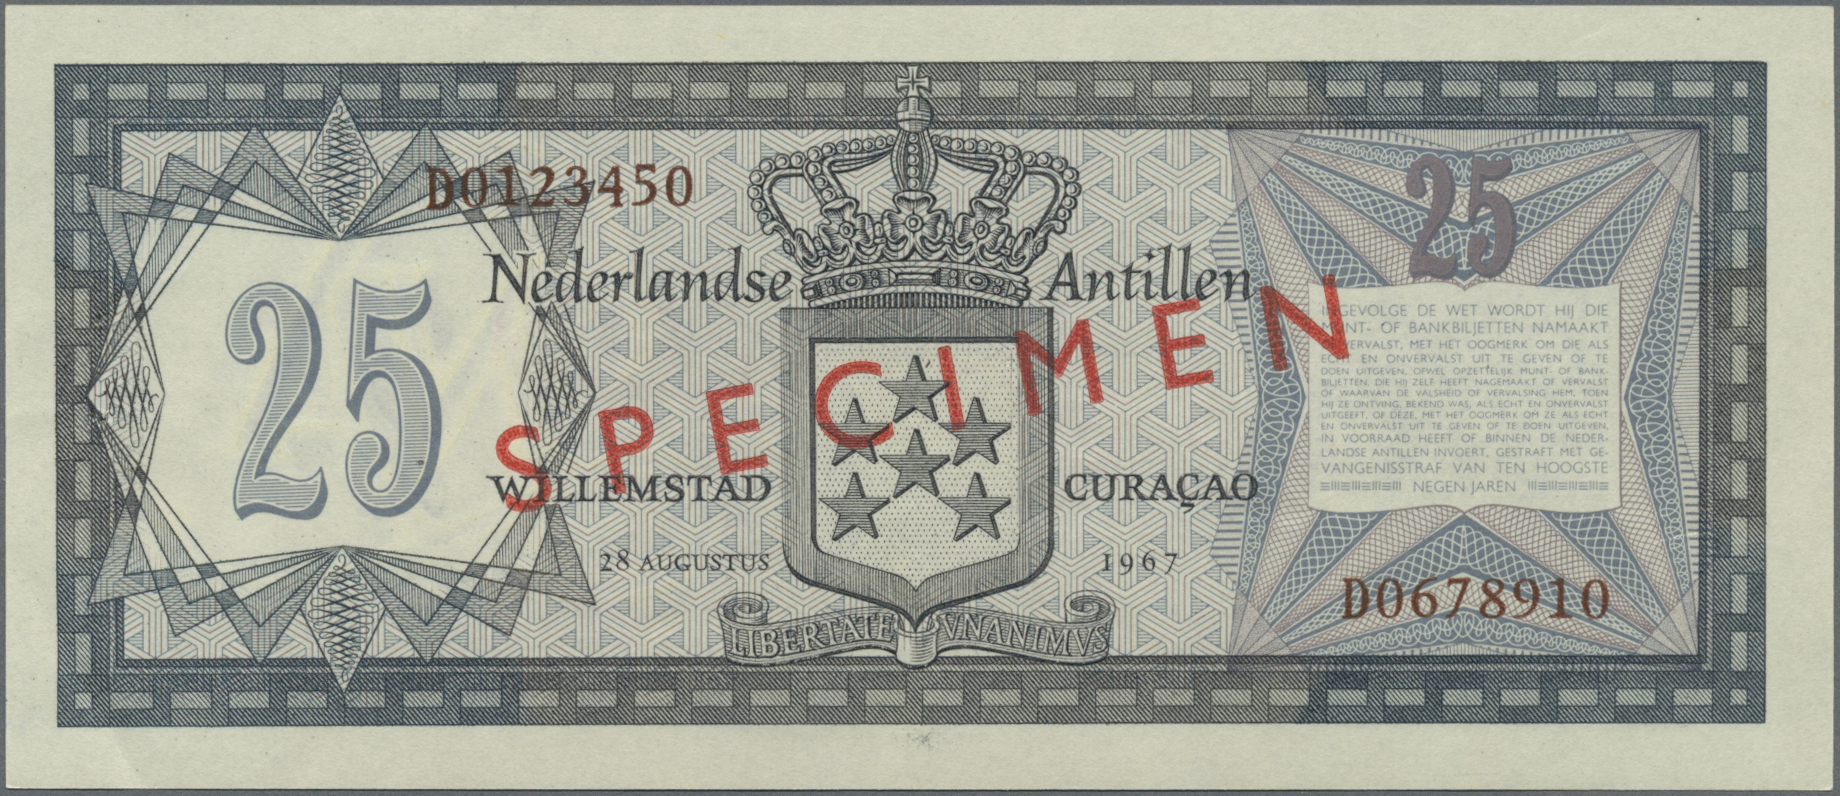 D0123450
25
Nederlandse Antillen
25
INGEVOLGE DE WET WORDT HIJ DIE
MUNT- OF BANKBILJETTEN NAMAAKT
OF VERVALST, MET HET OOGMERK OM DIE ALS
ECHT EN ONVERVALST UIT TE GEVEN OF TE
DOEN UITGEVEN, OFWEL OPZETTELIJK MUNT- OF BANK-
BILJETTEN, DIE HIJ ZELF HEEFT NAGEMAAKT OF VERVALST
OF WAARVAN DE VALSHEID OF VERVALSING HEM, TOEN
HIJ ZE ONTVING, BEKEND WAS, ALS ECHT EN ONVERVALST
UITGEEFT, OF DEZE, MET HET OOGMERK OM ZE ALS ECHT
EN ONVERVALST UIT TE GEVEN OF TE DOEN UITGEVEN,
IN VOORRAAD HEEFT OF BINNEN DE NEDER-
LANDSE ANTILLEN INVOERT, GESTRAFT MET GE-
VANGENISSTRAF VAN TEN HOOGSTE
NEGEN JAREN
SPECIMEN
WILLEMSTAD CURAÇAO
28 AUGUSTUS 1967
D0678910
LIBERTATE VNANIMVS